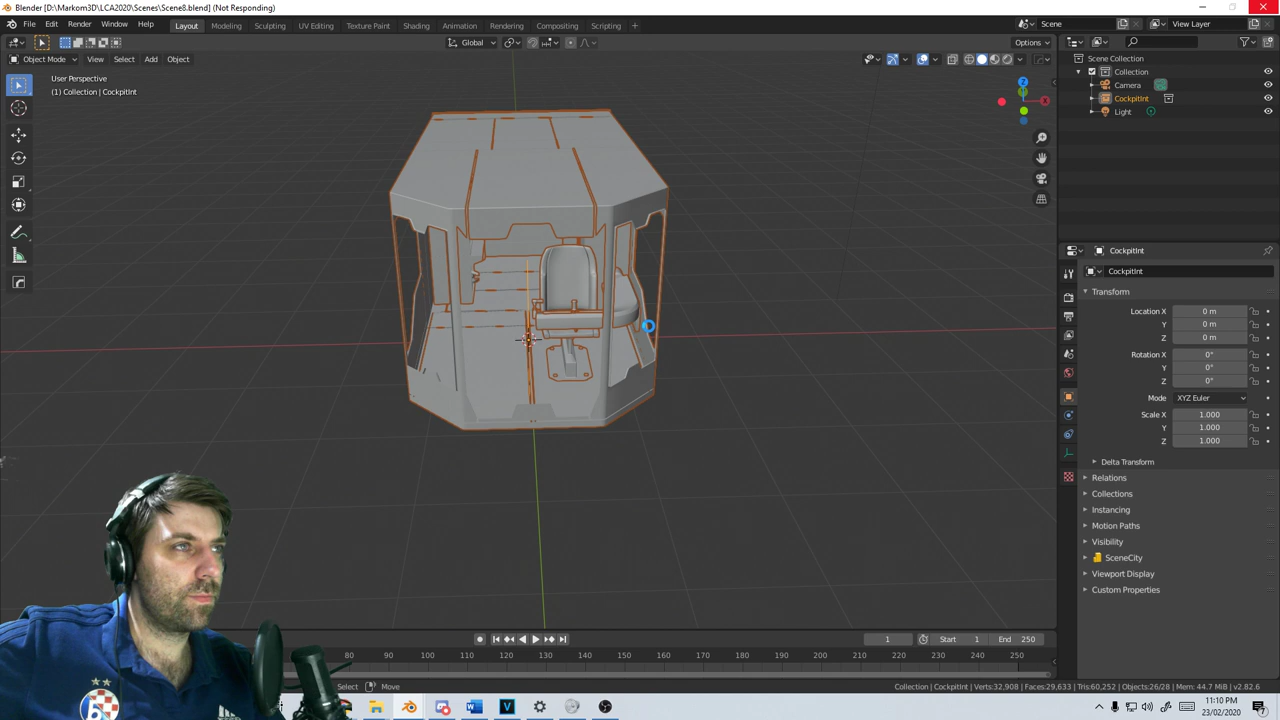 Blender [D:\Markom3D\LCA2020\Scenes\Scene8.blend] (Not Responding)
File Edit Render Window Help Layout Modeling Sculpting UV Editing Texture Paint Shading Animation Rendering Compositing Scripting + Scene View Layer
Global Options
Object Mode View Select Add Object
User Perspective
(1) Collection | CockpitInt
Z
X
Scene Collection
Collection
Camera
CockpitInt
Light
CockpitInt
CockpitInt
Transform
Location X 0 m
Y 0 m
Z 0 m
Rotation X 0°
Y 0°
Z 0°
Mode XYZ Euler
Scale X 1.000
Y 1.000
Z 1.000
Delta Transform
Relations
Collections
Instancing
Motion Paths
Visibility
SceneCity
Viewport Display
Custom Properties
1 Start 1 End 250
80 90 100 110 120 130 140 150 160 170 180 190 200 210 220 230 240 250
Select Move Collection | CockpitInt | Verts:32,908 | Faces:29,633 | Tris:60,252 | Objects:26/28 | Mem: 44.7 MiB | v2.82.6
11:10 PM
23/02/2020